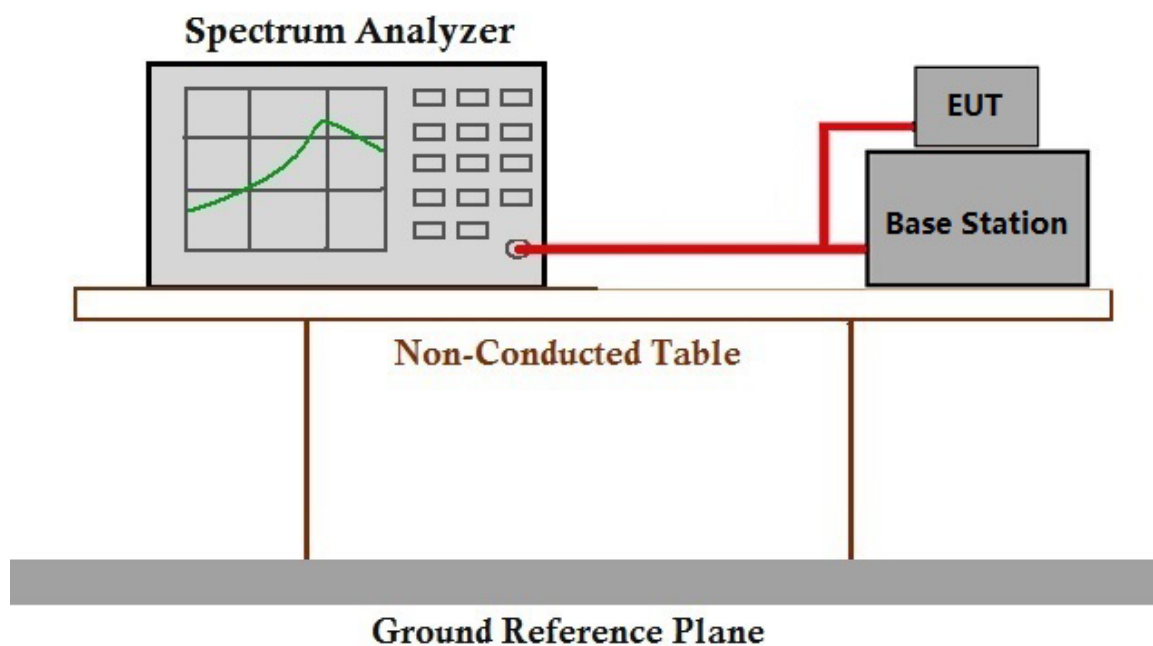 Spectrum Analyzer
EUT
Base Station
Non-Conducted Table
Ground Reference Plane